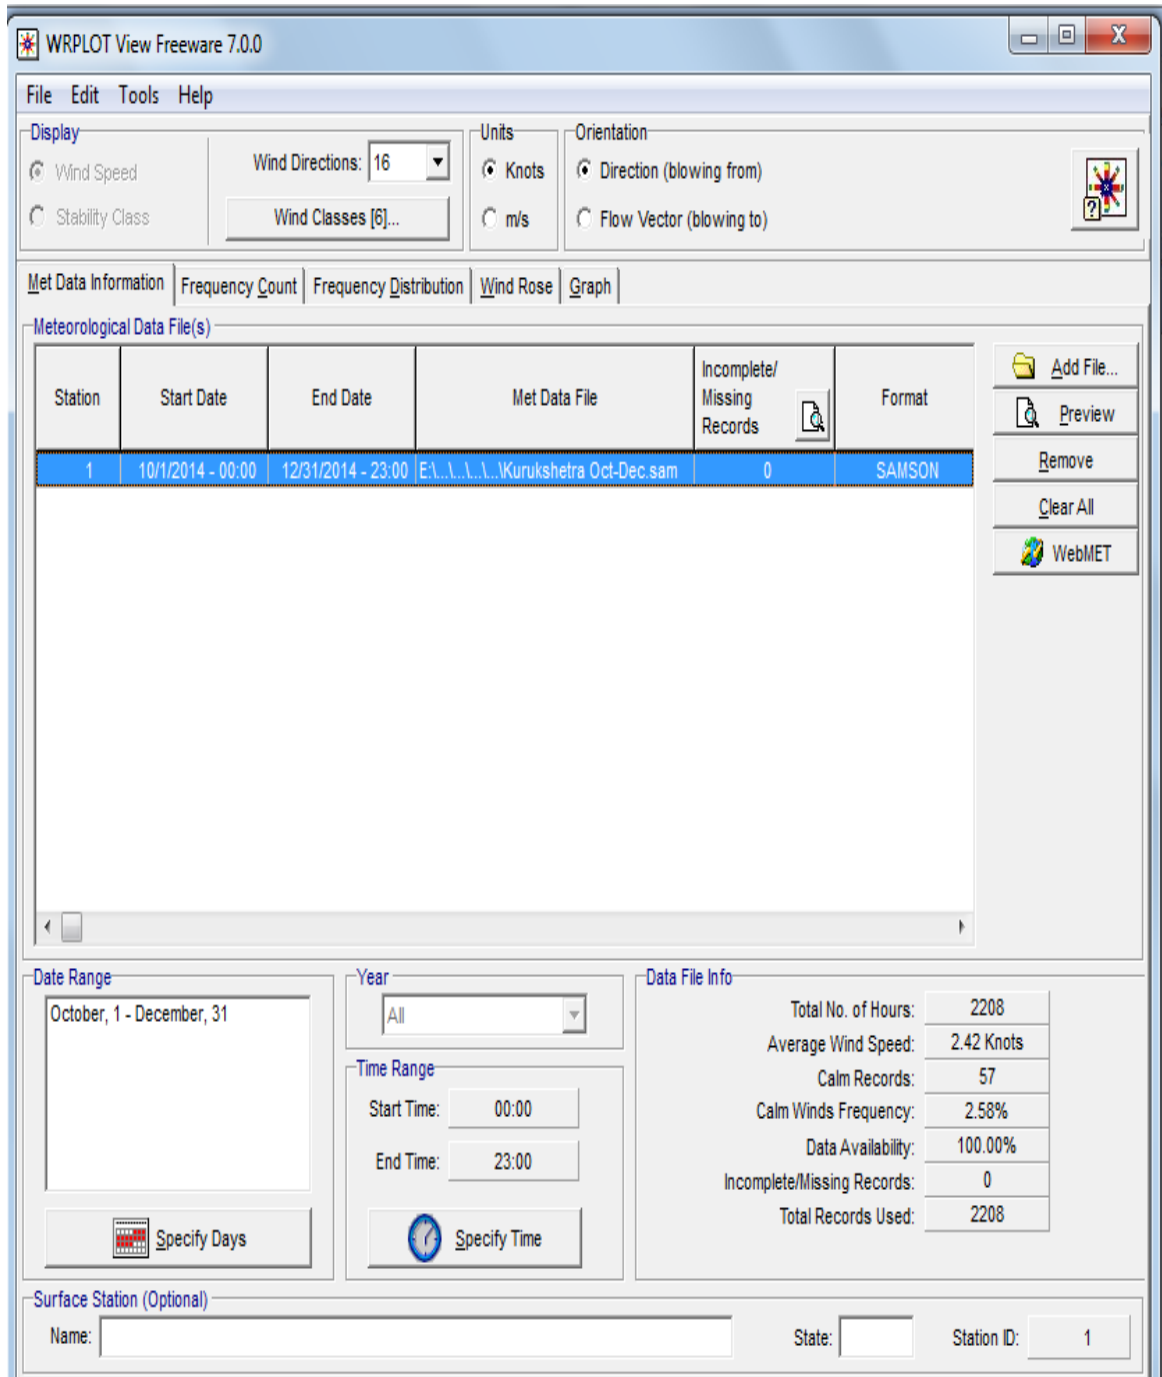 WRPLOT View Freeware 7.0.0
X
File Edit Tools Help
Display
Wind Speed
Stability Class
Wind Directions: 16
Wind Classes [6]...
Units
Knots
m/s
Orientation
Direction (blowing from)
Flow Vector (blowing to)
?
Met Data Information Frequency Count Frequency Distribution Wind Rose Graph
Meteorological Data File(s)
Station Start Date End Date Met Data File Incomplete/ Missing Records Format
1 10/1/2014 - 00:00 12/31/2014 - 23:00 E:\...\...\...\...\Kurukshetra Oct-Dec.sam 0 SAMSON
Add File...
Preview
Remove
Clear All
WebMET
Date Range
October, 1 - December, 31
Specify Days
Year
All
Time Range
Start Time: 00:00
End Time: 23:00
Specify Time
Data File Info
Total No. of Hours: 2208
Average Wind Speed: 2.42 Knots
Calm Records: 57
Calm Winds Frequency: 2.58%
Data Availability: 100.00%
Incomplete/Missing Records: 0
Total Records Used: 2208
Surface Station (Optional)
Name:
State:
Station ID: 1